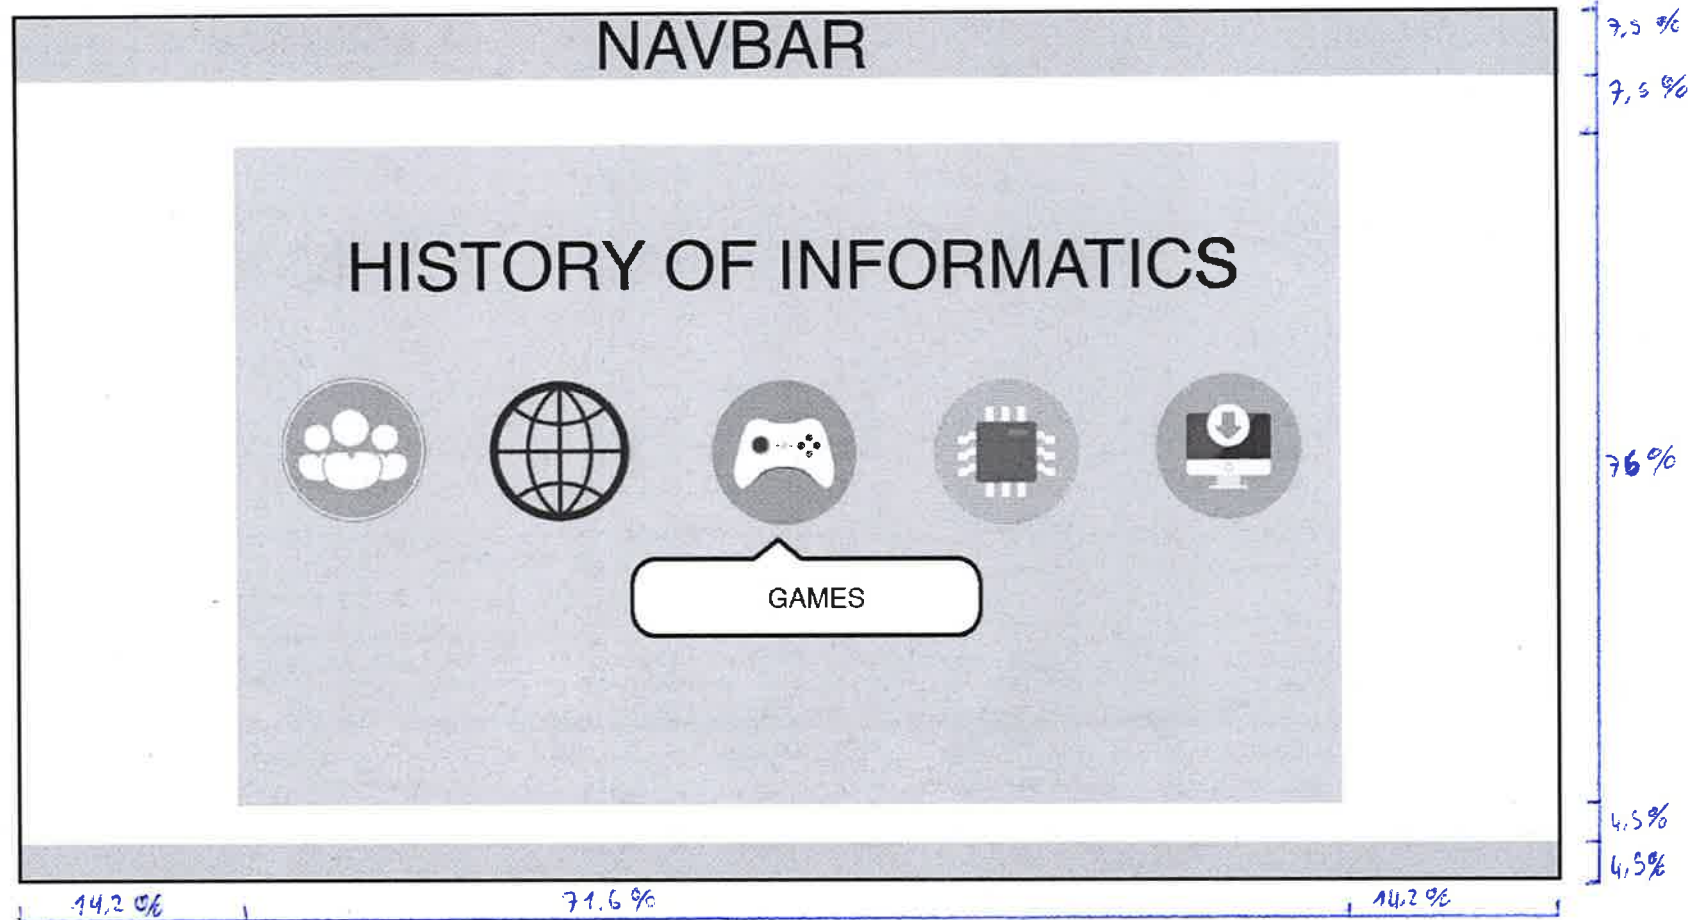 NAVBAR
7,5 %
7,5 %
HISTORY OF INFORMATICS
76 %
GAMES
4,5%
4,5%
14,2 %
71.6 %
14,2 %